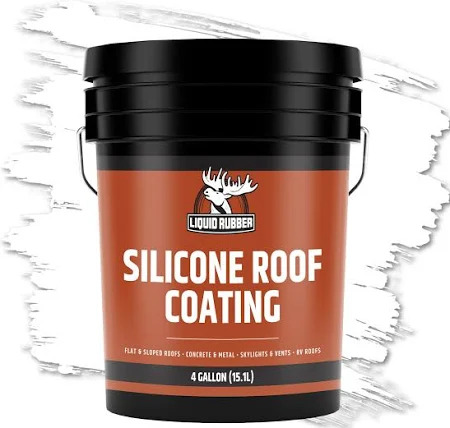 LIQUID RUBBER
SILICONE ROOF
COATING
FLAT & SLOPED ROOFS • CONCRETE & METAL • SKYLIGHTS & VENTS • RV ROOFS
4 GALLON (15.1L)